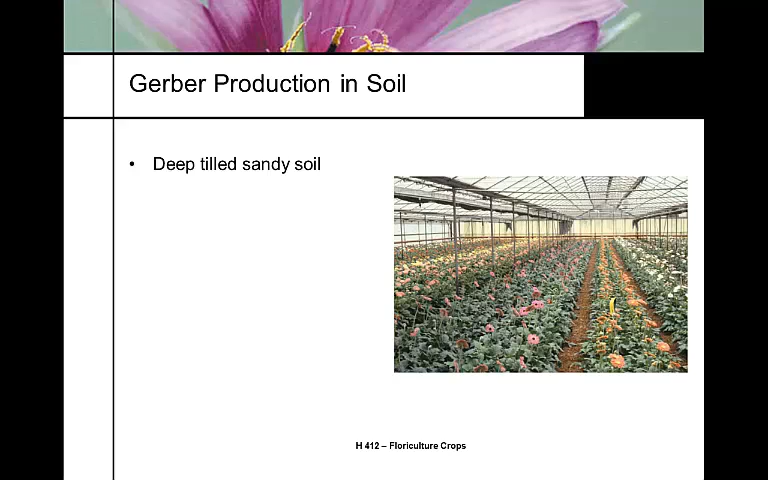 Gerber Production in Soil
• Deep tilled sandy soil
H 412 – Floriculture Crops